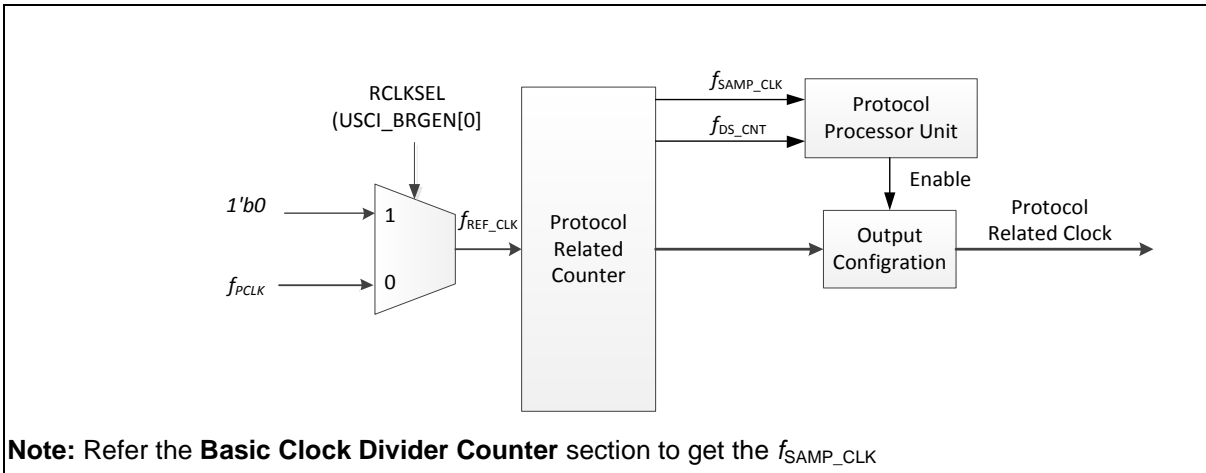 RCLKSEL
(USCI_BRGEN[0]
1'b0
1
fPCLK
0
fREF_CLK
Protocol
Related
Counter
fSAMP_CLK
fDS_CNT
Protocol
Processor Unit
Enable
Output
Configration
Protocol
Related Clock
Note: Refer the Basic Clock Divider Counter section to get the fSAMP_CLK